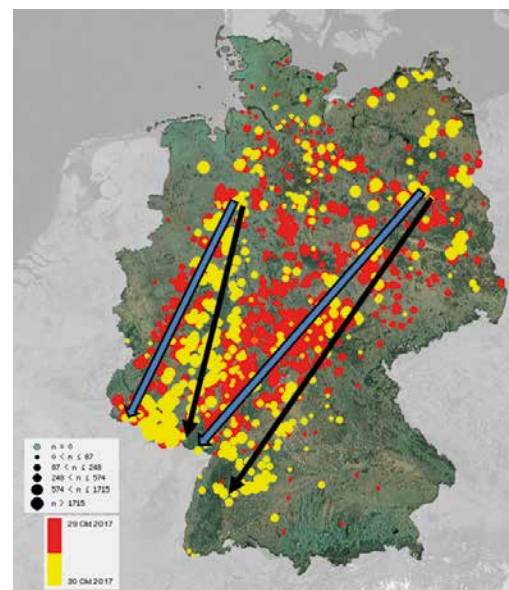 n = 0
0 < n ≤ 87
87 < n ≤ 248
248 < n ≤ 574
574 < n ≤ 1715
n > 1715
29 Okt 2017
30 Okt 2017